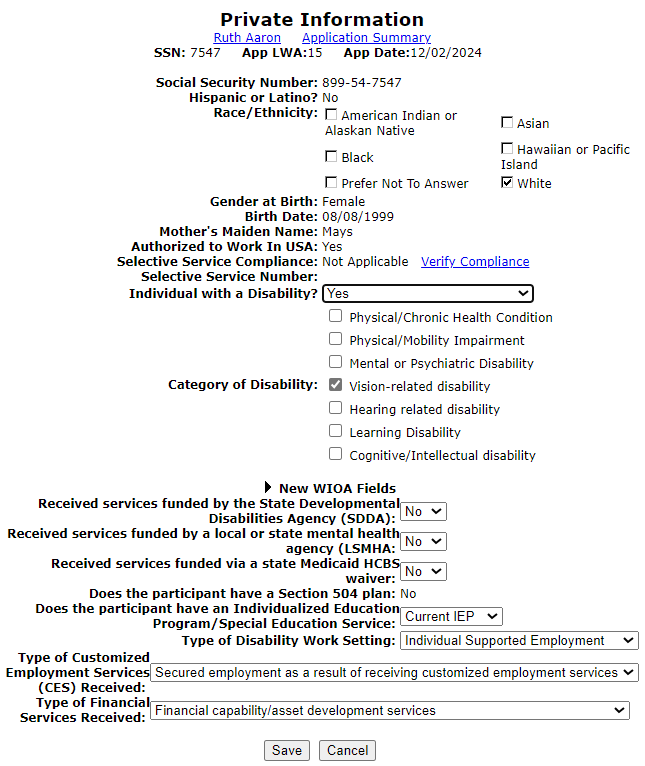 Private Information
Ruth Aaron Application Summary
SSN: 7547 App LWA:15 App Date:12/02/2024
Social Security Number: 899-54-7547
Hispanic or Latino? No
Race/Ethnicity: American Indian or Alaskan Native
Asian
Black
Hawaiian or Pacific Island
Prefer Not To Answer
White
Gender at Birth: Female
Birth Date: 08/08/1999
Mother's Maiden Name: Mays
Authorized to Work In USA: Yes
Selective Service Compliance: Not Applicable Verify Compliance
Selective Service Number:
Individual with a Disability? Yes
Physical/Chronic Health Condition
Physical/Mobility Impairment
Mental or Psychiatric Disability
Category of Disability: Vision-related disability
Hearing related disability
Learning Disability
Cognitive/Intellectual disability
New WIOA Fields
Received services funded by the State Developmental
Disabilities Agency (SDDA): No
Received services funded by a local or state mental health
agency (LSMHA: No
Received services funded via a state Medicaid HCBS
waiver: No
Does the participant have a Section 504 plan: No
Does the participant have an Individualized Education
Program/Special Education Service: Current IEP
Type of Disability Work Setting: Individual Supported Employment
Type of Customized
Employment Services Secured employment as a result of receiving customized employment services
(CES) Received:
Type of Financial
Services Received: Financial capability/asset development services
Save Cancel